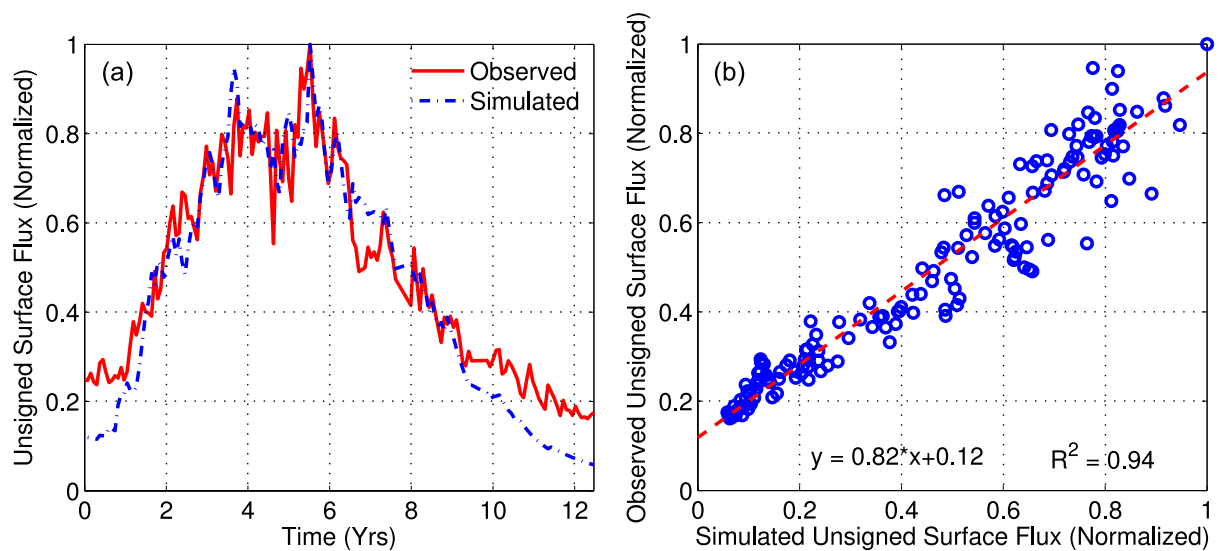 (a)
Observed
Simulated
Unsigned Surface Flux (Normalized)
1
0.8
0.6
0.4
0.2
0
0 2 4 6 8 10 12
Time (Yrs)
(b)
Observed Unsigned Surface Flux (Normalized)
1
0.8
0.6
0.4
0.2
0
y = 0.82*x+0.12
R² = 0.94
0 0.2 0.4 0.6 0.8 1
Simulated Unsigned Surface Flux (Normalized)